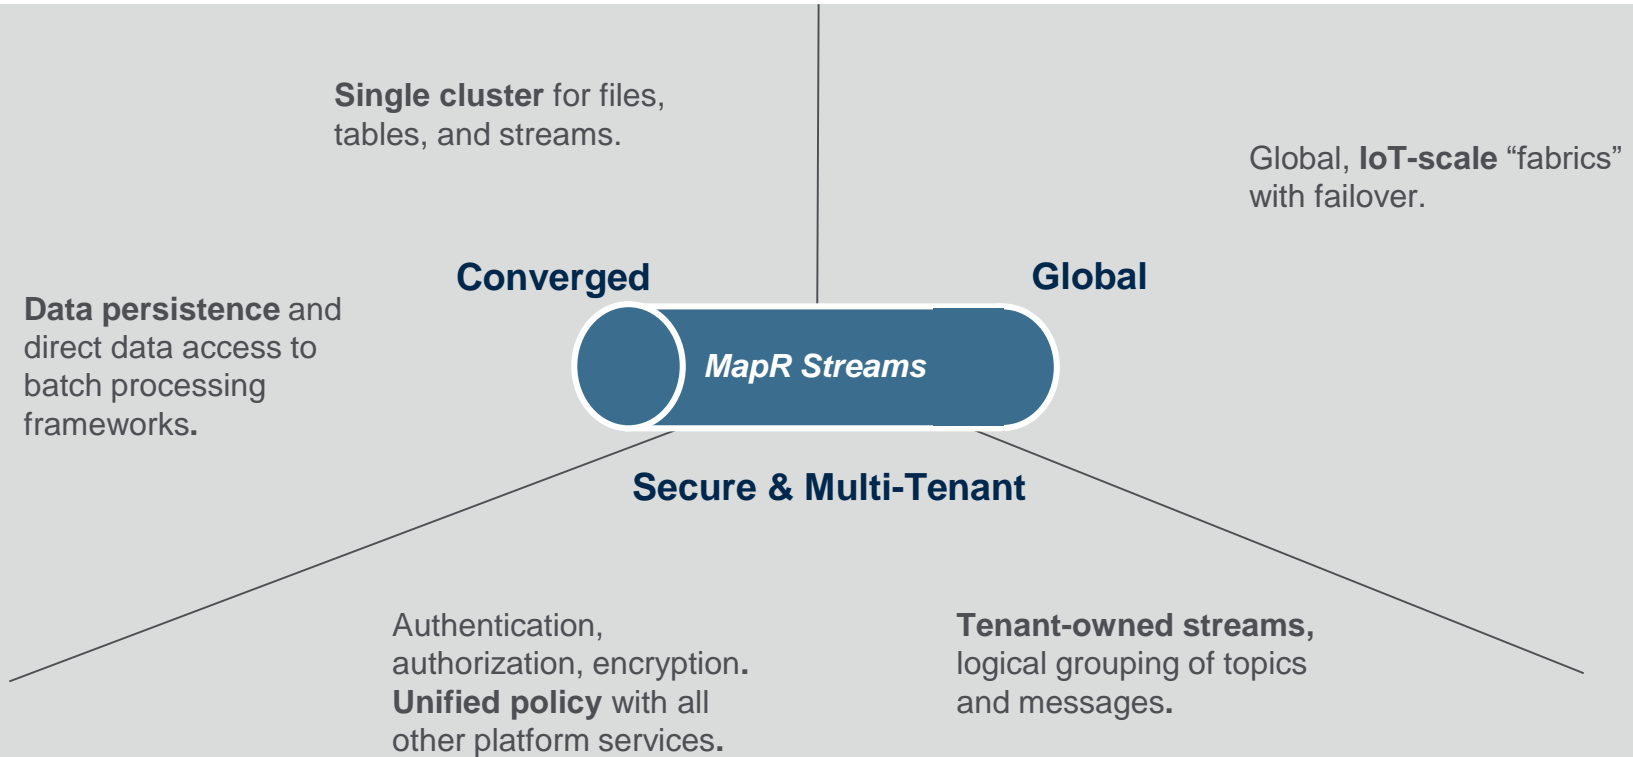 Single cluster for files,
tables, and streams.
Global, IoT-scale “fabrics”
with failover.
Converged
Global
Data persistence and
direct data access to
batch processing
frameworks.
MapR Streams
Secure & Multi-Tenant
Authentication,
authorization, encryption.
Unified policy with all
other platform services.
Tenant-owned streams,
logical grouping of topics
and messages.